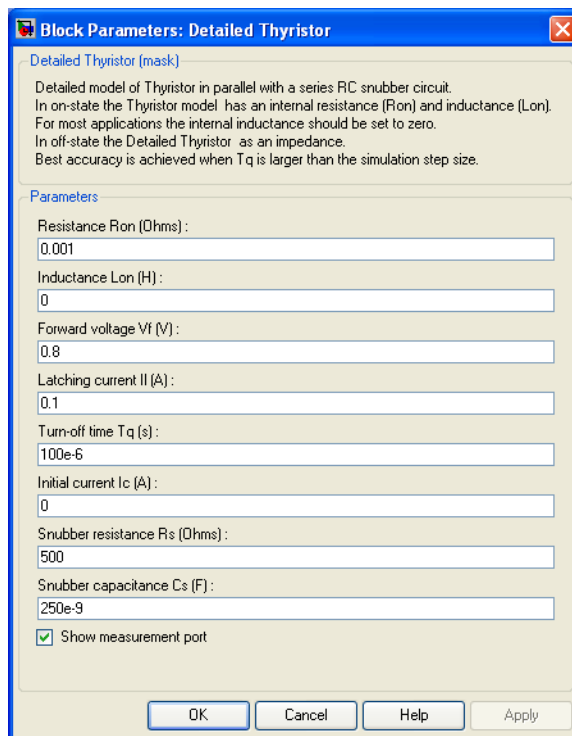 Block Parameters: Detailed Thyristor
Detailed Thyristor (mask)
Detailed model of Thyristor in parallel with a series RC snubber circuit.
In on-state the Thyristor model  has an internal resistance (Ron) and inductance (Lon).
For most applications the internal inductance should be set to zero.
In off-state the Detailed Thyristor  as an impedance.
Best accuracy is achieved when Tq is larger than the simulation step size.
Parameters
Resistance Ron (Ohms) :
0.001
Inductance Lon (H) :
0
Forward voltage Vf (V) :
0.8
Latching current Il (A) :
0.1
Turn-off time Tq (s) :
100e-6
Initial current Ic (A) :
0
Snubber resistance Rs (Ohms) :
500
Snubber capacitance Cs (F) :
250e-9
Show measurement port
OK
Cancel
Help
Apply